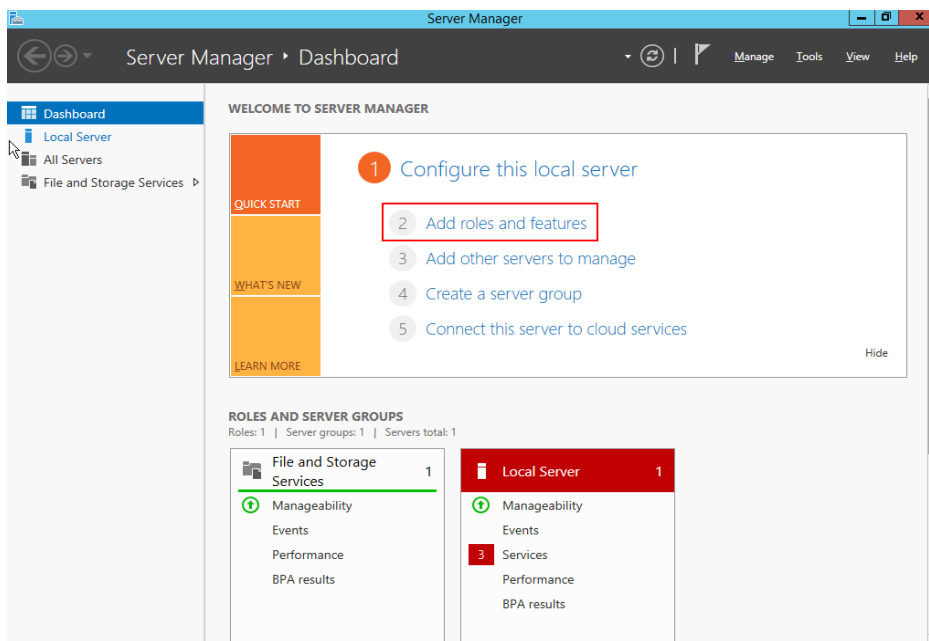 Server Manager
Server Manager ‣ Dashboard
Manage Tools View Help
Dashboard
Local Server
All Servers
File and Storage Services
WELCOME TO SERVER MANAGER
QUICK START
WHAT'S NEW
LEARN MORE
1 Configure this local server
2 Add roles and features
3 Add other servers to manage
4 Create a server group
5 Connect this server to cloud services
Hide
ROLES AND SERVER GROUPS
Roles: 1 | Server groups: 1 | Servers total: 1
File and Storage
Services
1
Manageability
Events
Performance
BPA results
Local Server 1
Manageability
Events
3 Services
Performance
BPA results